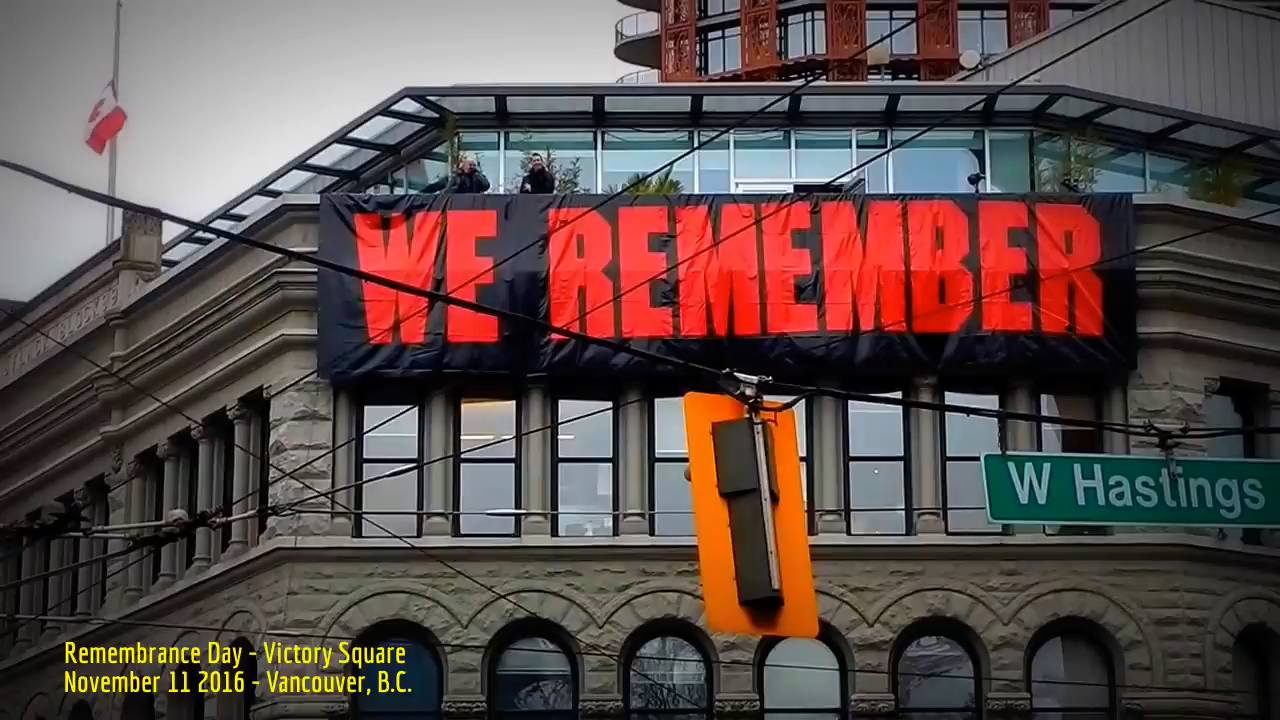 WE REMEMBER
W Hastings
Remembrance Day - Victory Square
November 11 2016 - Vancouver, B.C.